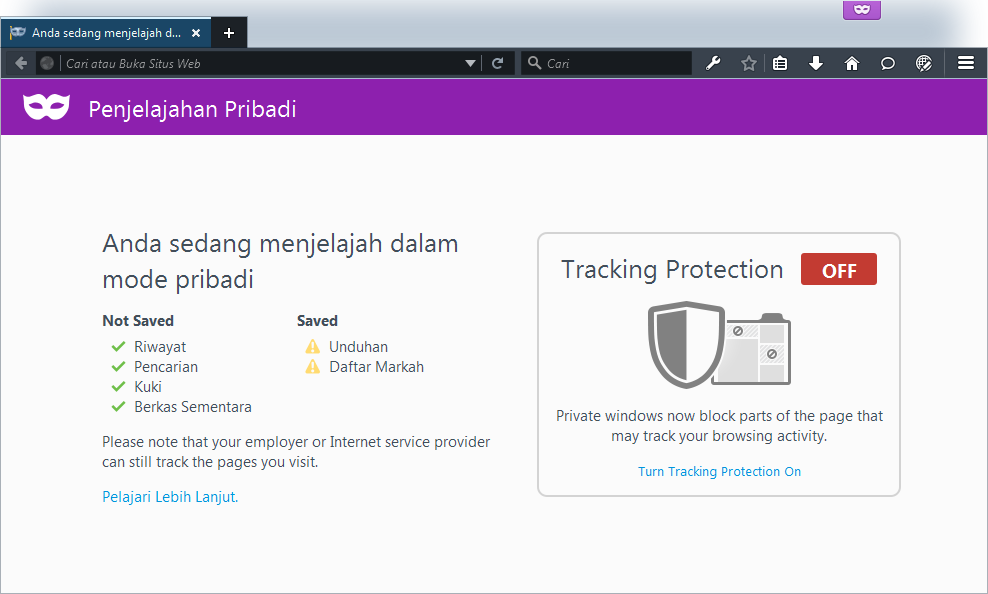 Anda sedang menjelajah d...
Cari atau Buka Situs Web
Cari
Penjelajahan Pribadi
Anda sedang menjelajah dalam
mode pribadi
Not Saved
Riwayat
Pencarian
Kuki
Berkas Sementara
Saved
Unduhan
Daftar Markah
Please note that your employer or Internet service provider
can still track the pages you visit.
Pelajari Lebih Lanjut.
Tracking Protection
OFF
Private windows now block parts of the page that
may track your browsing activity.
Turn Tracking Protection On